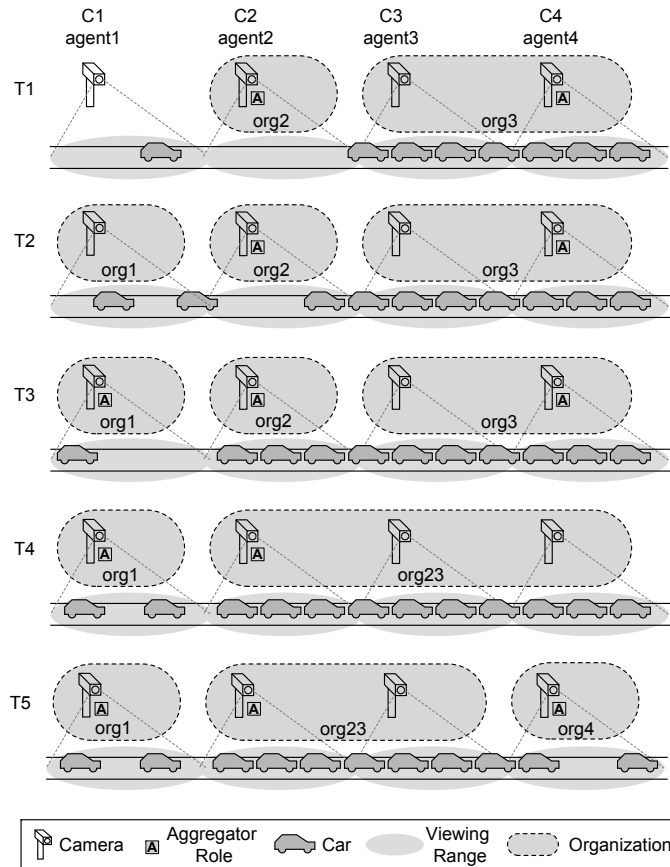 C1 C2 C3 C4
agent1 agent2 agent3 agent4
T1
A A
org2 org3
T2
A A
org1 org2 org3
T3
A A A
org1 org2 org3
T4
A A
org1 org23
T5
A A A
org1 org23 org4
Camera A Aggregator Role Car Viewing Range Organization